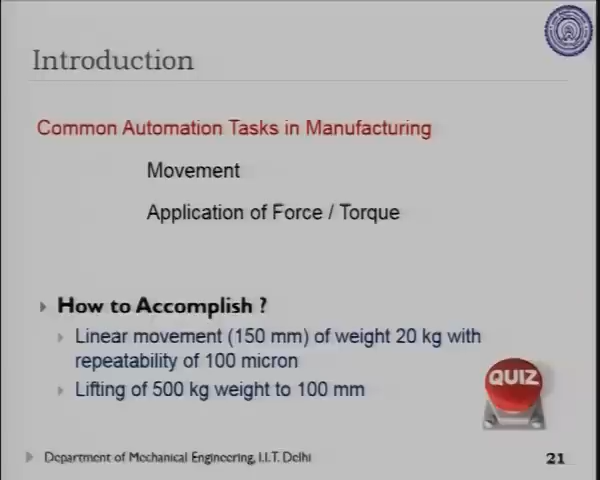 Introduction
Common Automation Tasks in Manufacturing
Movement
Application of Force / Torque
How to Accomplish ?
Linear movement (150 mm) of weight 20 kg with
repeatability of 100 micron
Lifting of 500 kg weight to 100 mm
QUIZ
Department of Mechanical Engineering, I.I.T. Delhi
21